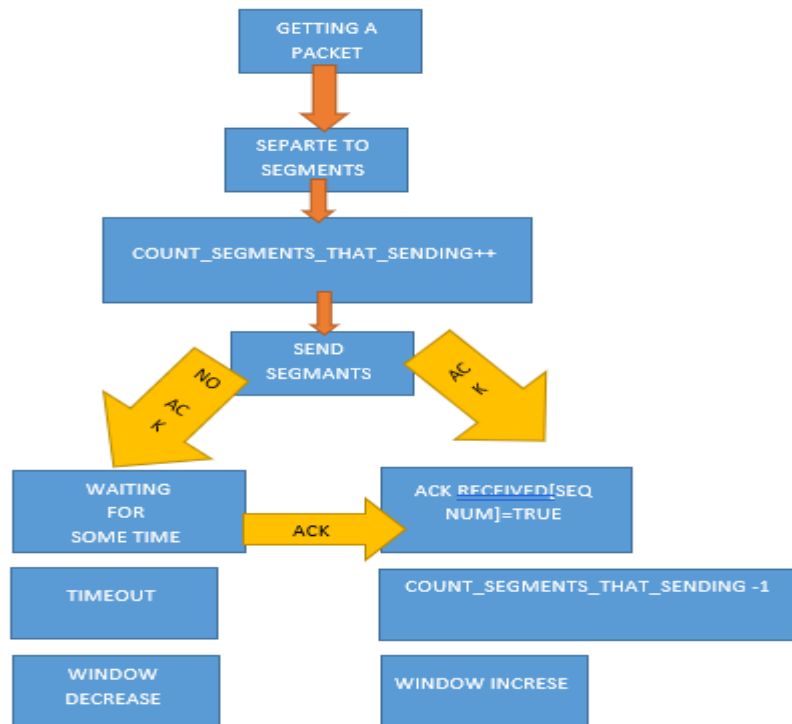 GETTING A
PACKET
SEPARTE TO
SEGMENTS
COUNT_SEGMENTS_THAT_SENDING++
SEND
SEGMANTS
NO
AC
K
AC
K
WAITING
FOR
SOME TIME
ACK
ACK RECEIVED[SEQ
NUM]=TRUE
TIMEOUT
COUNT_SEGMENTS_THAT_SENDING -1
WINDOW
DECREASE
WINDOW INCRESE